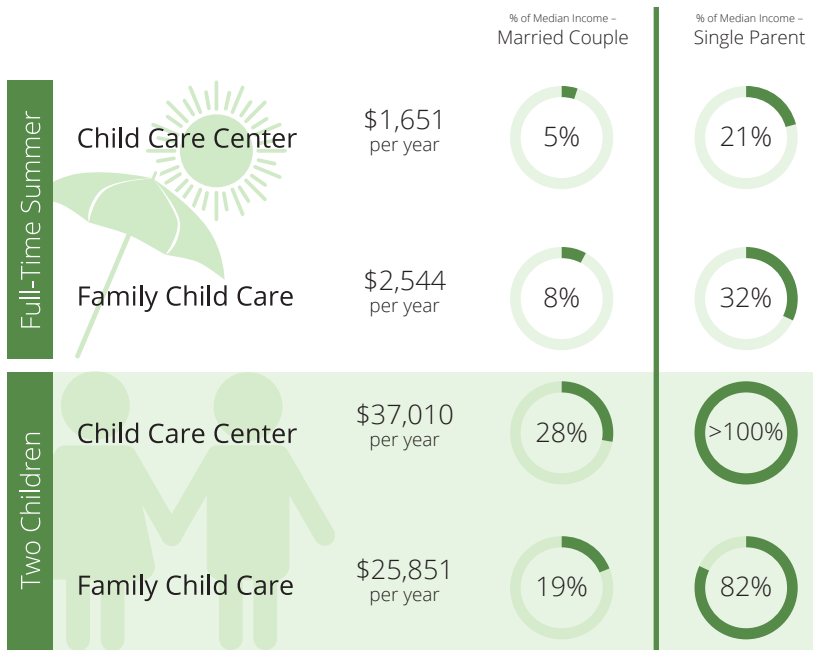 % of Median Income –
Married Couple
% of Median Income –
Single Parent
Full-Time Summer
Child Care Center
$1,651
per year
5%
21%
Family Child Care
$2,544
per year
8%
32%
Two Children
Child Care Center
$37,010
per year
28%
>100%
Family Child Care
$25,851
per year
19%
82%